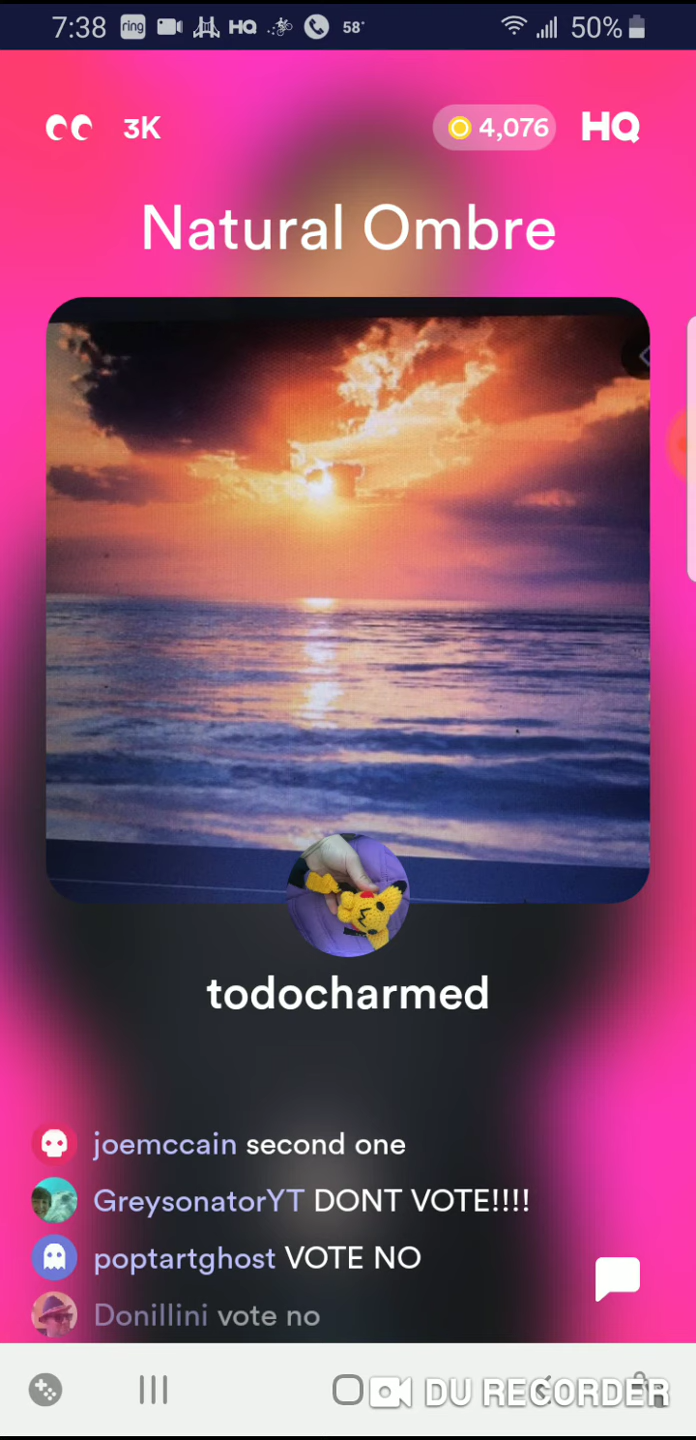 7:38 ring HQ 58° 50%
3K 4,076 HQ
Natural Ombre
todocharmed
joemccain second one
GreysonatorYT DONT VOTE!!!!
poptartghost VOTE NO
Donillini vote no
DU RECORDER